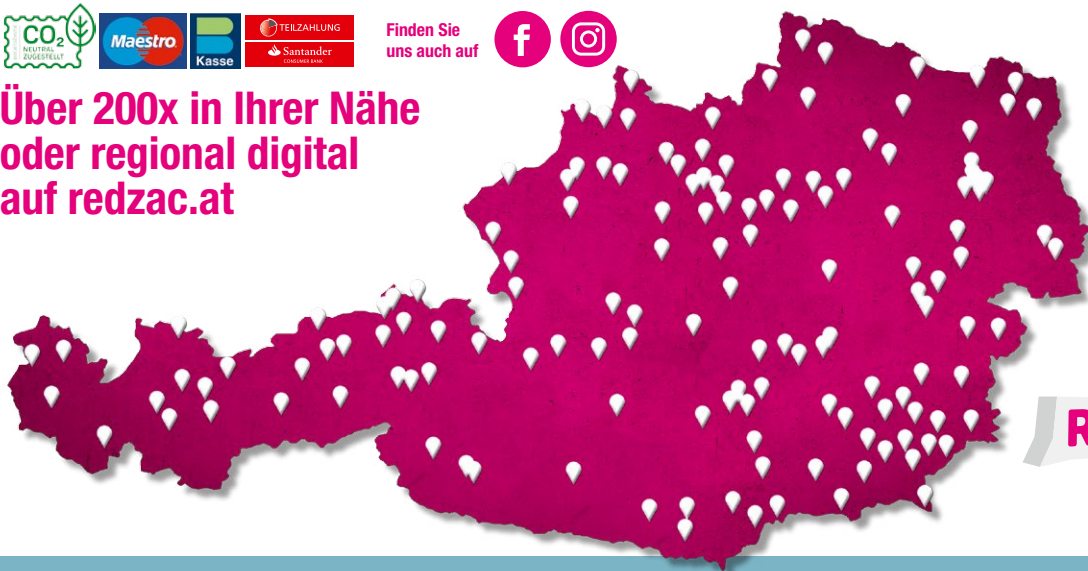 CO2
NEUTRAL
ZUGESTELLT
Maestro
Kasse
TEILZAHLUNG
Santander
CONSUMER BANK
Finden Sie
uns auch auf
Über 200x in Ihrer Nähe
oder regional digital
auf redzac.at
R